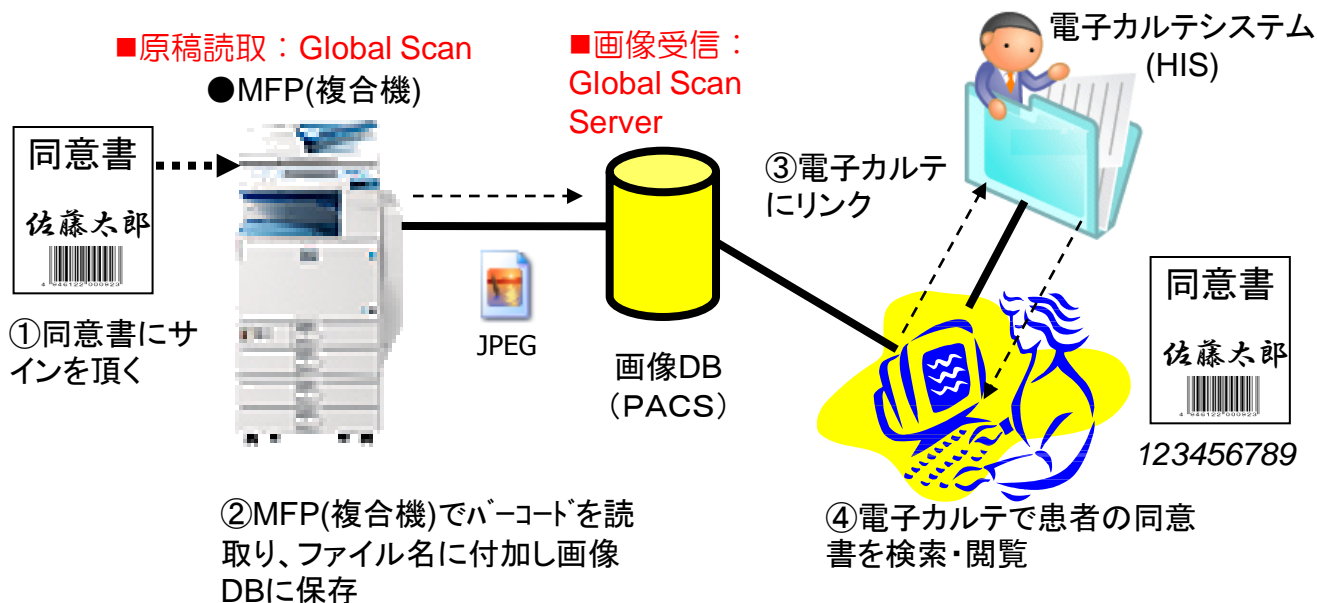 ■原稿読取：Global Scan
●MFP(複合機)
■画像受信：
Global Scan
Server
電子カルテシステム
(HIS)
同意書
佐藤太郎
4 946122 000923
①同意書にサ
インを頂く
JPEG
画像DB
（PACS）
③電子カルテ
にリンク
同意書
佐藤太郎
4 946122 000923
123456789
②MFP(複合機)でﾊﾞｰｺｰﾄﾞを読
取り、ファイル名に付加し画像
DBに保存
④電子カルテで患者の同意
書を検索・閲覧